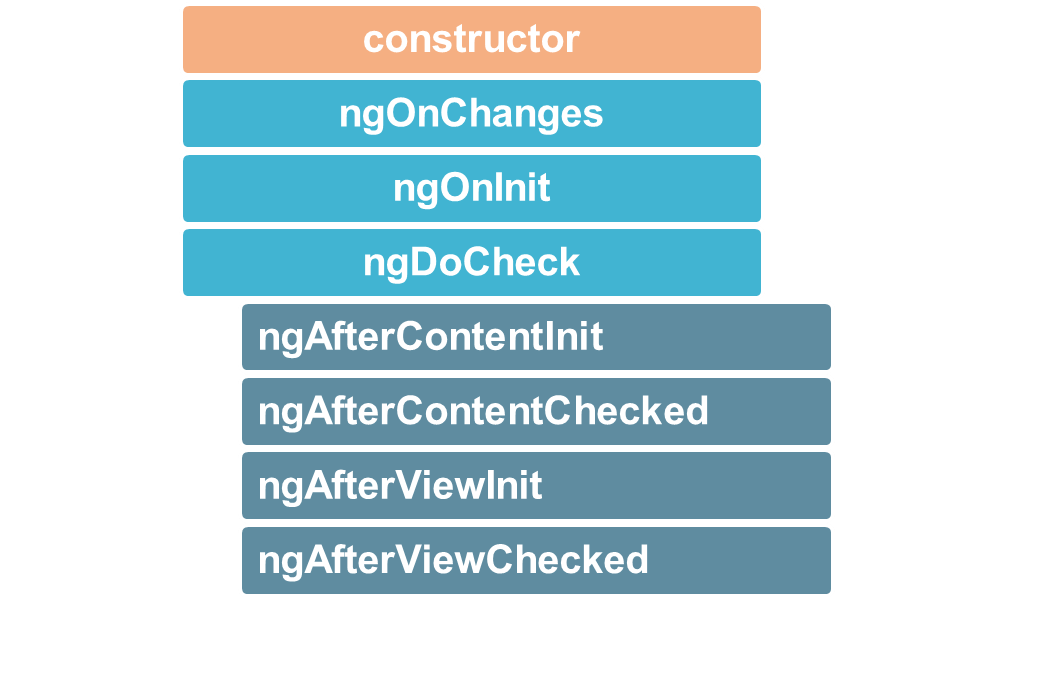 constructor
ngOnChanges
ngOnInit
ngDoCheck
ngAfterContentInit
ngAfterContentChecked
ngAfterViewInit
ngAfterViewChecked